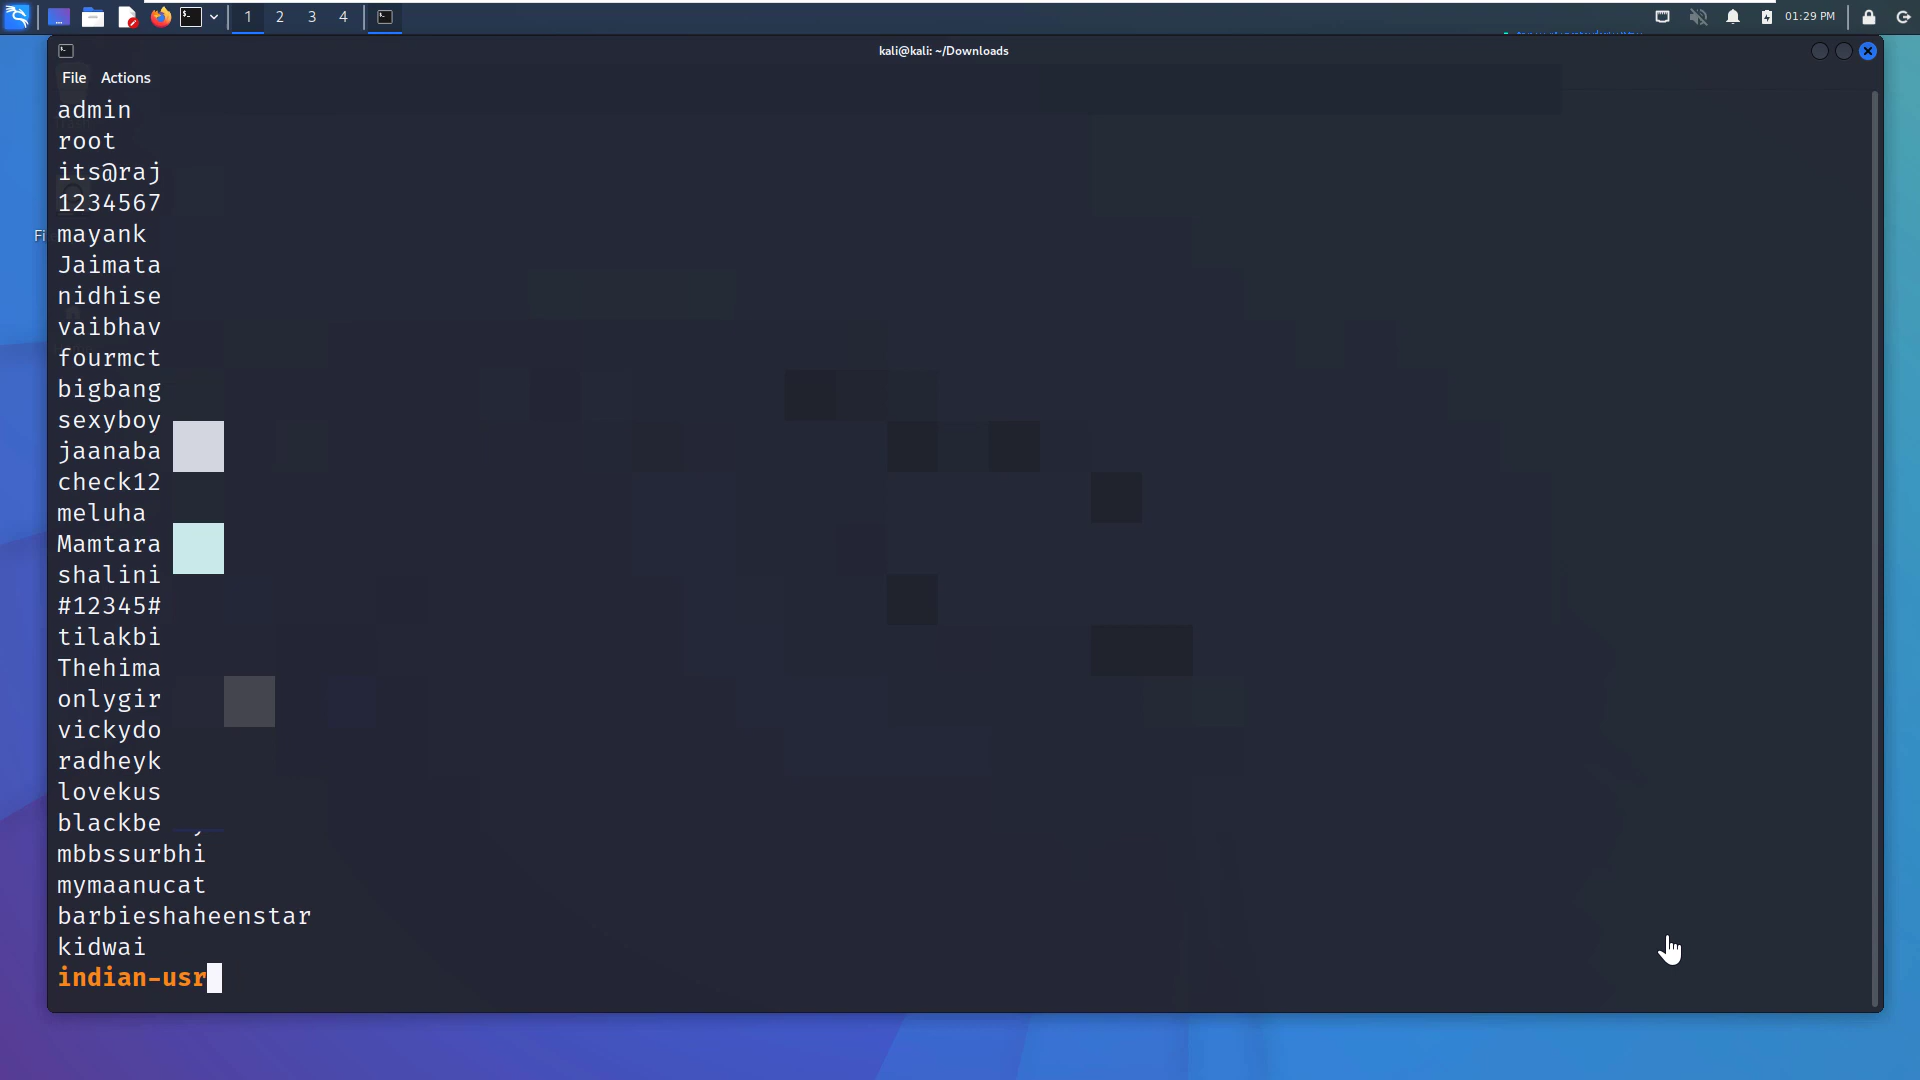 1 2 3 4
01:29 PM
kali@kali: ~/Downloads
File Actions
admin
root
its@raj
1234567
mayank
Jaimata
nidhise
vaibhav
fourmct
bigbang
sexyboy
jaanaba
check12
meluha
Mamtara
shalini
#12345#
tilakbi
Thehima
onlygir
vickydo
radheyk
lovekus
blackbe
mbbssurbhi
mymaanucat
barbieshaheenstar
kidwai
indian-usr